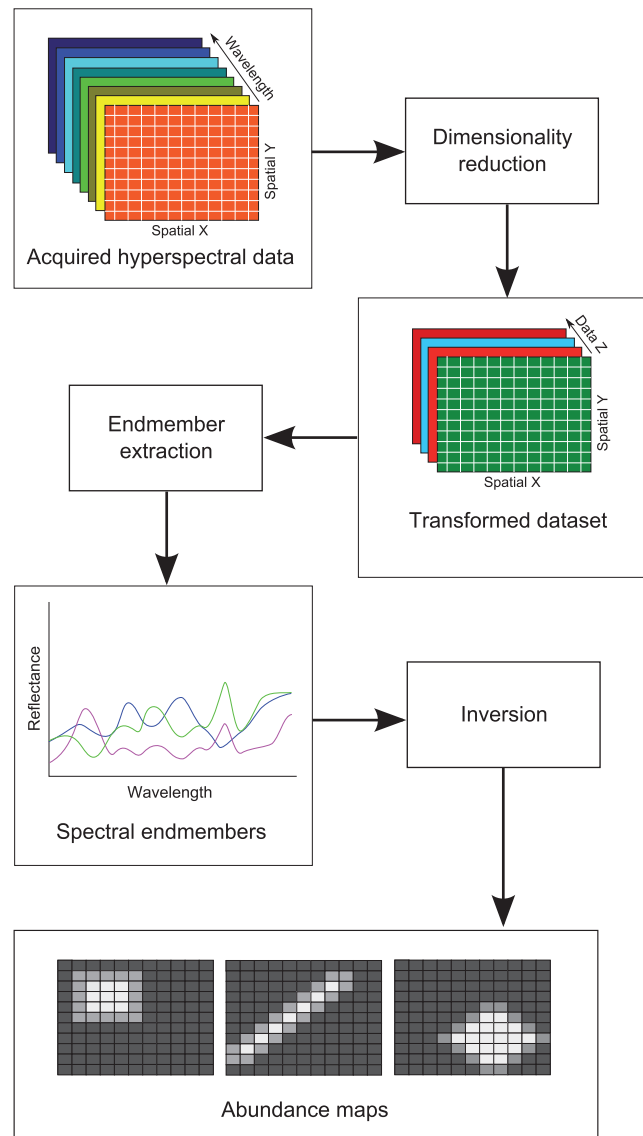 Wavelength
Spatial Y
Spatial X
Acquired hyperspectral data
Dimensionality
reduction
Data Z
Spatial Y
Spatial X
Transformed dataset
Endmember
extraction
Reflectance
Wavelength
Spectral endmembers
Inversion
Abundance maps